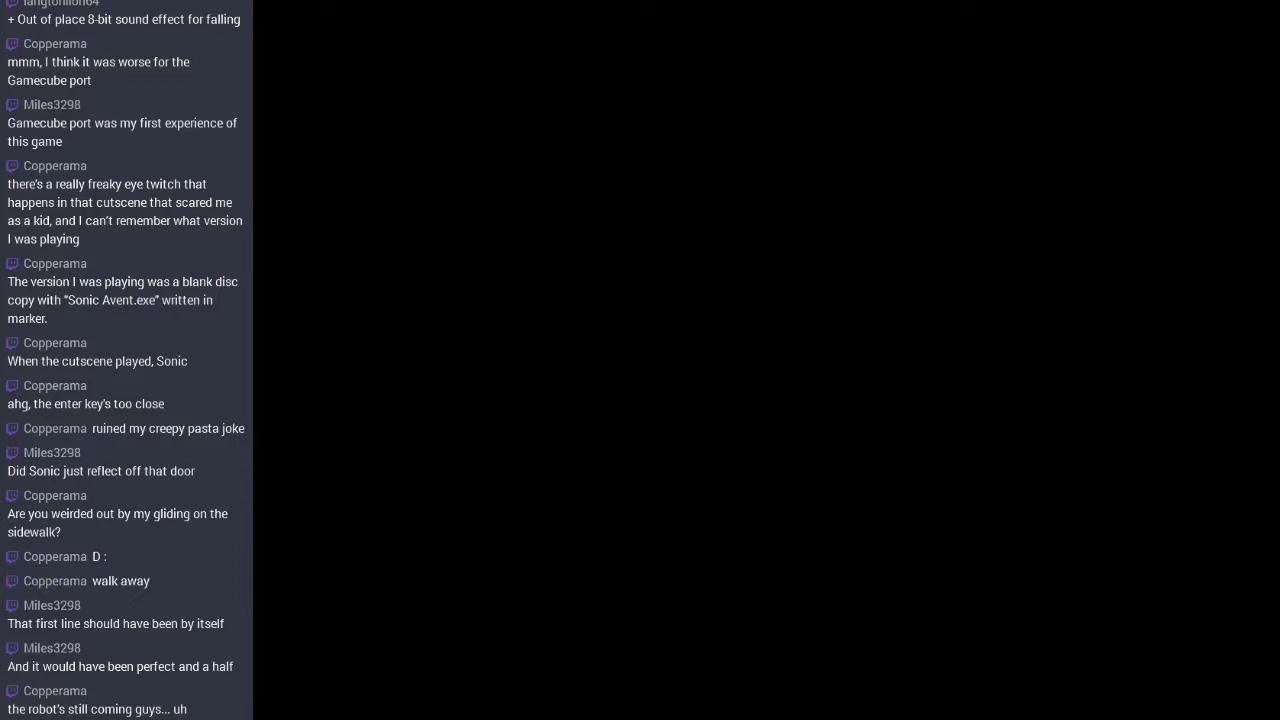 + Out of place 8-bit sound effect for falling
Copperama
mmm, I think it was worse for the
Gamecube port
Miles3298
Gamecube port was my first experience of
this game
Copperama
there's a really freaky eye twitch that
happens in that cutscene that scared me
as a kid, and I can't remember what version
I was playing
Copperama
The version I was playing was a blank disc
copy with "Sonic Avent.exe" written in
marker.
Copperama
When the cutscene played, Sonic
Copperama
ahg, the enter key's too close
Copperama ruined my creepy pasta joke
Miles3298
Did Sonic just reflect off that door
Copperama
Are you weirded out by my gliding on the
sidewalk?
Copperama D :
Copperama walk away
Miles3298
That first line should have been by itself
Miles3298
And it would have been perfect and a half
Copperama
the robot's still coming guys... uh